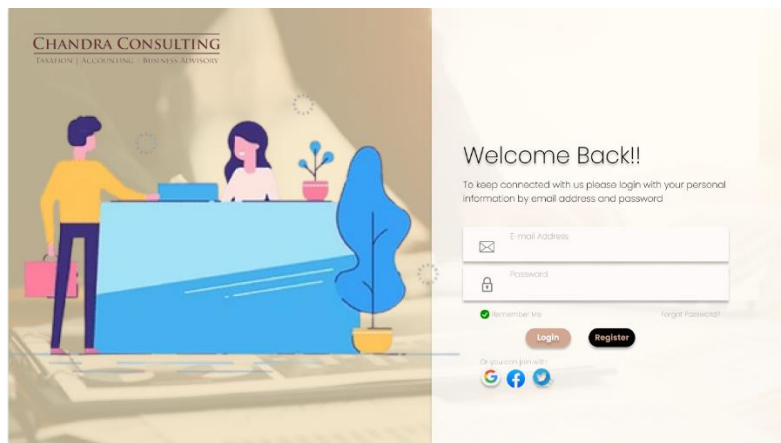 CHANDRA CONSULTING
TAXATION | ACCOUNTING | BUSINESS ADVISORY
Welcome Back!!
To keep connected with us please login with your personal
information by email address and password
E-mail Address
Password
Remember Me
Forgot Password?
Login
Register
Or you can join with